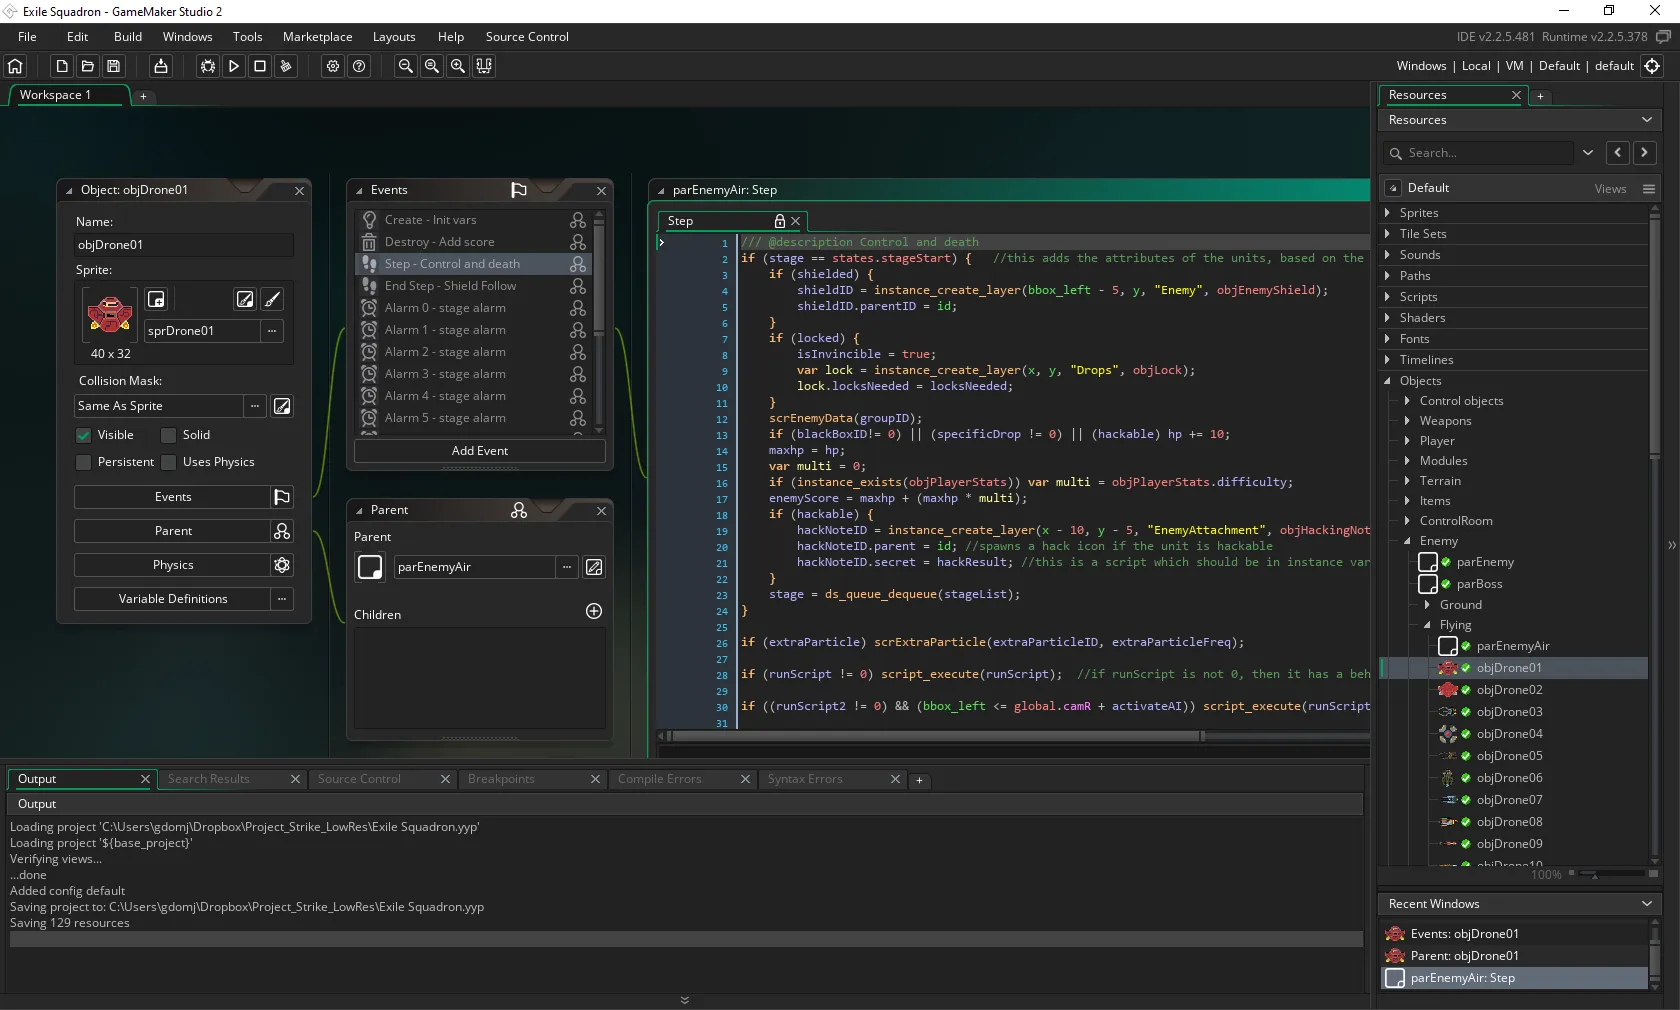 Exile Squadron - GameMaker Studio 2
File Edit Build Windows Tools Marketplace Layouts Help Source Control
IDE v2.2.5.481 Runtime v2.2.5.378
Windows | Local | VM | Default | default
Workspace 1
+
Object: objDrone01
Name:
objDrone01
Sprite:
sprDrone01
...
40 x 32
Collision Mask:
Same As Sprite
...
Visible Solid
Persistent Uses Physics
Events
Parent
Physics
Variable Definitions
...
Events
Create - Init vars
Destroy - Add score
Step - Control and death
End Step - Shield Follow
Alarm 0 - stage alarm
Alarm 1 - stage alarm
Alarm 2 - stage alarm
Alarm 3 - stage alarm
Alarm 4 - stage alarm
Alarm 5 - stage alarm
Add Event
Parent
Parent
parEnemyAir
...
Children
parEnemyAir: Step
Step
1 /// @description Control and death
2 if (stage == states.stageStart) { //this adds the attributes of the units, based on the
3 if (shielded) {
4 shieldID = instance_create_layer(bbox_left - 5, y, "Enemy", objEnemyShield);
5 shieldID.parentID = id;
6 }
7 if (locked) {
8 isInvincible = true;
9 var lock = instance_create_layer(x, y, "Drops", objLock);
10 lock.locksNeeded = locksNeeded;
11 }
12 scrEnemyData(groupID);
13 if (blackBoxID!= 0) || (specificDrop != 0) || (hackable) hp += 10;
14 maxhp = hp;
15 var multi = 0;
16 if (instance_exists(objPlayerStats)) var multi = objPlayerStats.difficulty;
17 enemyScore = maxhp + (maxhp * multi);
18 if (hackable) {
19 hackNoteID = instance_create_layer(x - 10, y - 5, "EnemyAttachment", objHackingNot
20 hackNoteID.parent = id; //spawns a hack icon if the unit is hackable
21 hackNoteID.secret = hackResult; //this is a script which should be in instance var
22 }
23 stage = ds_queue_dequeue(stageList);
24 }
25
26 if (extraParticle) scrExtraParticle(extraParticleID, extraParticleFreq);
27
28 if (runScript != 0) script_execute(runScript); //if runScript is not 0, then it has a beh
29
30 if ((runScript2 != 0) && (bbox_left <= global.camR + activateAI)) script_execute(runScript
31
Output Search Results Source Control Breakpoints Compile Errors Syntax Errors +
Output
Loading project 'C:\Users\gdomj\Dropbox\Project_Strike_LowRes\Exile Squadron.yyp'
Loading project '${base_project}'
Verifying views...
...done
Added config default
Saving project to: C:\Users\gdomj\Dropbox\Project_Strike_LowRes\Exile Squadron.yyp
Saving 129 resources
Resources
+
Resources
Search...
Default Views
Sprites
Tile Sets
Sounds
Paths
Scripts
Shaders
Fonts
Timelines
Objects
Control objects
Weapons
Player
Modules
Terrain
Items
ControlRoom
Enemy
parEnemy
parBoss
Ground
Flying
parEnemyAir
objDrone01
objDrone02
objDrone03
objDrone04
objDrone05
objDrone06
objDrone07
objDrone08
objDrone09
objDrone10
100%
Recent Windows
Events: objDrone01
Parent: objDrone01
parEnemyAir: Step